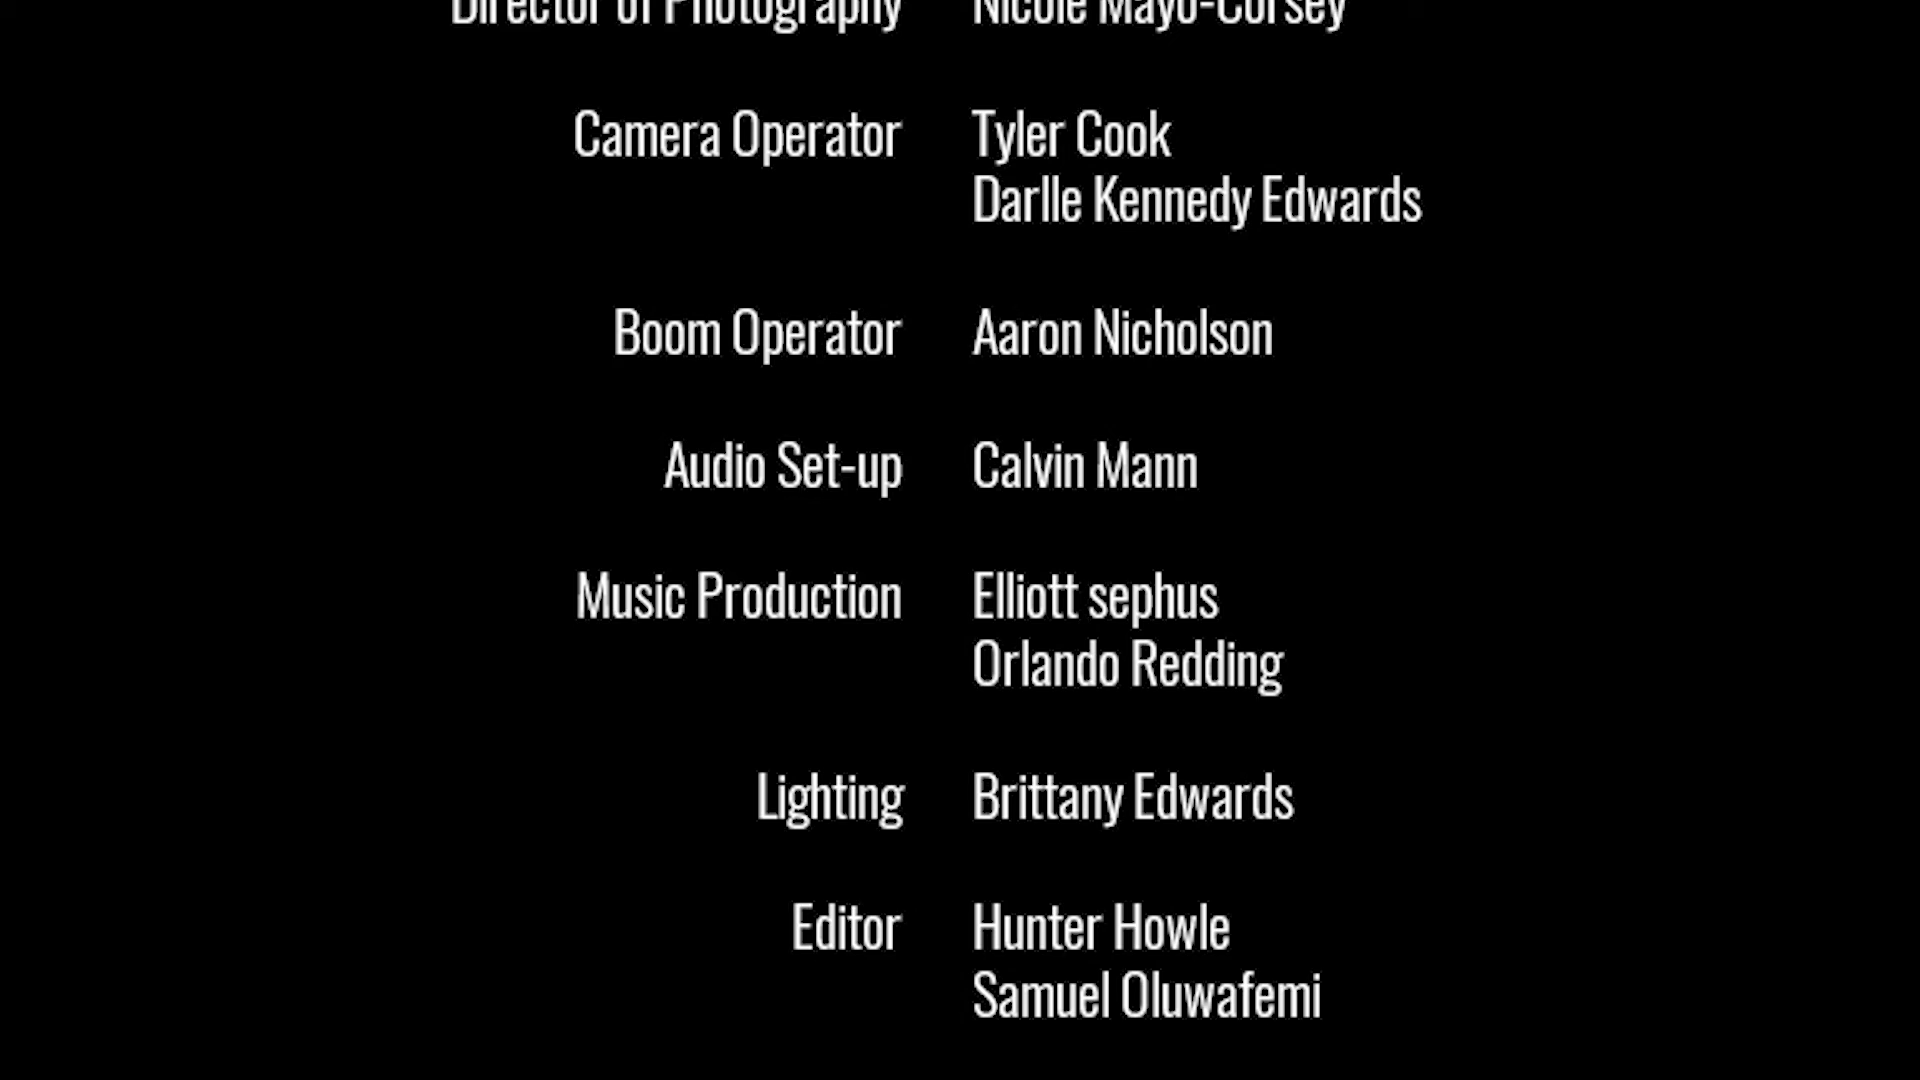 Director of Photography Nicole Mayo-Corsey
Camera Operator Tyler Cook
Darlle Kennedy Edwards
Boom Operator Aaron Nicholson
Audio Set-up Calvin Mann
Music Production Elliott sephus
Orlando Redding
Lighting Brittany Edwards
Editor Hunter Howle
Samuel Oluwafemi